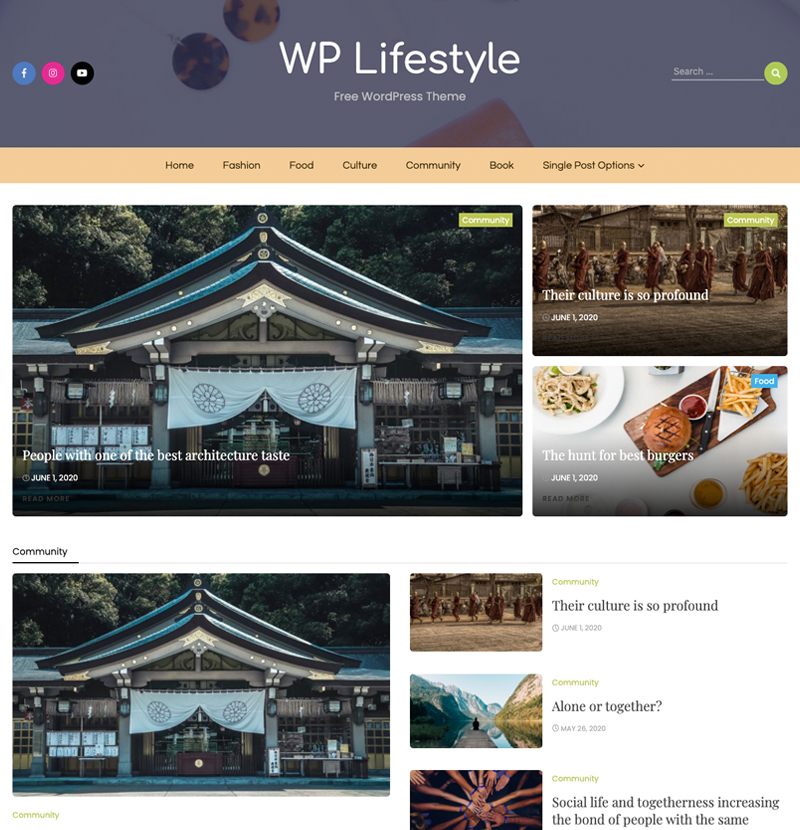 WP Lifestyle
Free WordPress Theme
Search ...
Home Fashion Food Culture Community Book Single Post Options
Community
People with one of the best architecture taste
JUNE 1, 2020
READ MORE
Community
Their culture is so profound
JUNE 1, 2020
Food
The hunt for best burgers
JUNE 1, 2020
READ MORE
Community
Community
Community
Their culture is so profound
JUNE 1, 2020
Community
Alone or together?
MAY 26, 2020
Community
Social life and togetherness increasing
the bond of people with the same